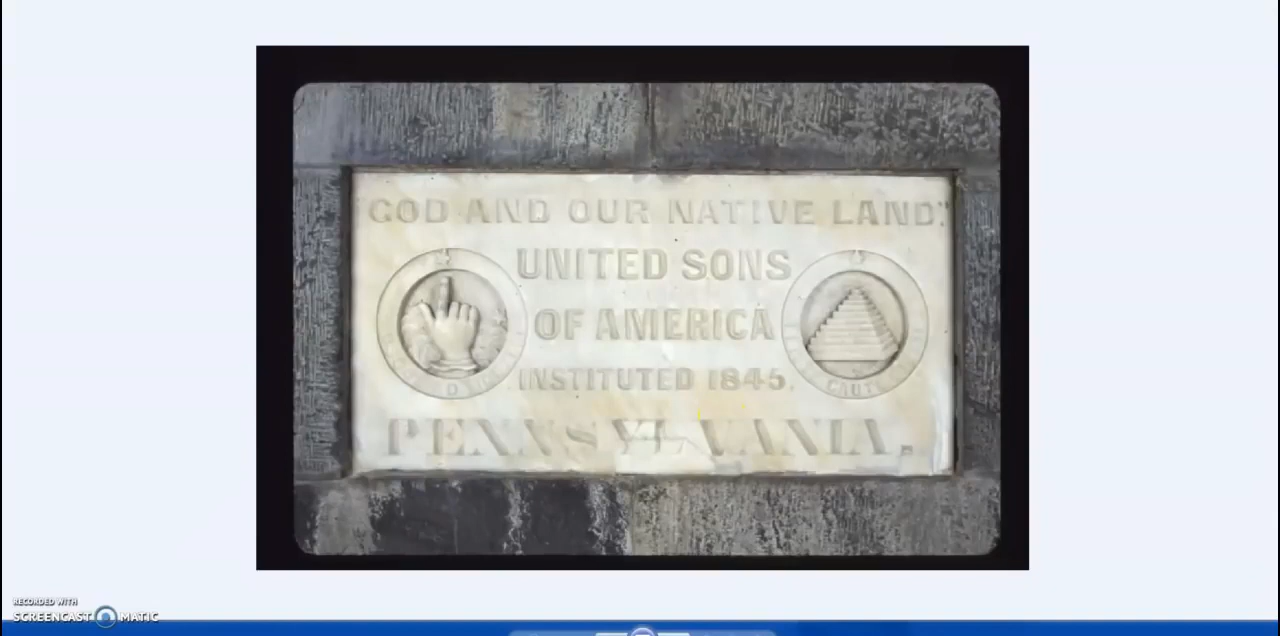 "GOD AND OUR NATIVE LAND."
UNITED SONS
OF AMERICA
INSTITUTED 1845.
PENNSYLVANIA.
RECORDED WITH
SCREENCAST MATIC